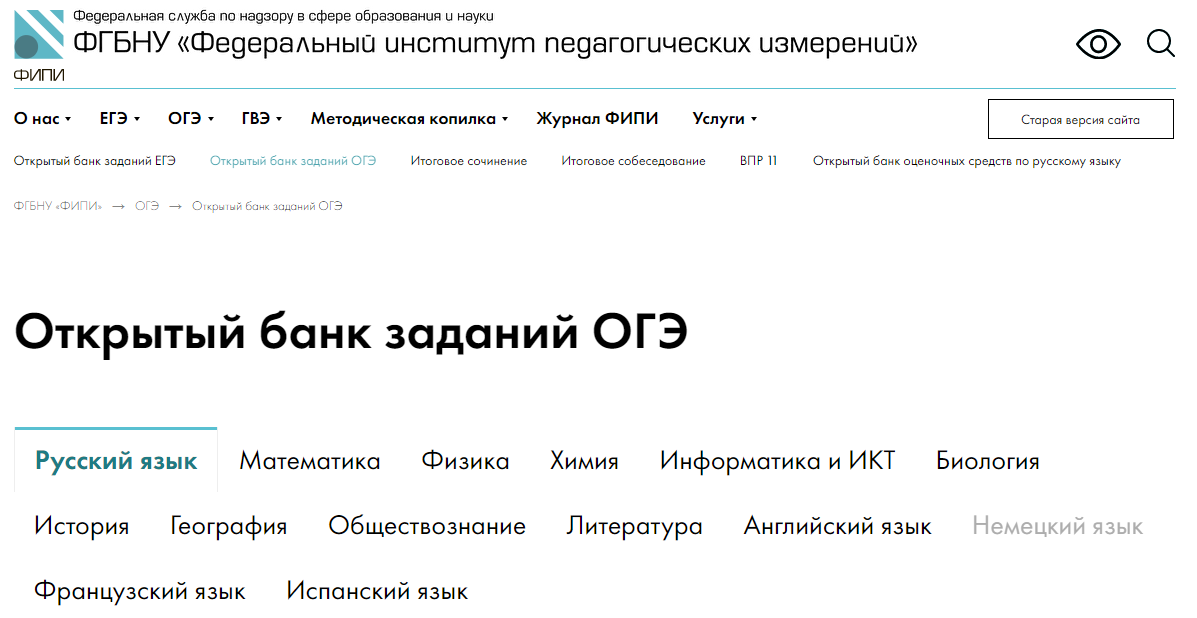 Федеральная служба по надзору в сфере образования и науки
ФГБНУ «Федеральный институт педагогических измерений»
ФИПИ
О нас ЕГЭ ОГЭ ГВЭ Методическая копилка Журнал ФИПИ Услуги Старая версия сайта
Открытый банк заданий ЕГЭ Открытый банк заданий ОГЭ Итоговое сочинение Итоговое собеседование ВПР 11 Открытый банк оценочных средств по русскому языку
ФГБНУ «ФИПИ» → ОГЭ → Открытый банк заданий ОГЭ
Открытый банк заданий ОГЭ
Русский язык Математика Физика Химия Информатика и ИКТ Биология
История География Обществознание Литература Английский язык Немецкий язык
Французский язык Испанский язык